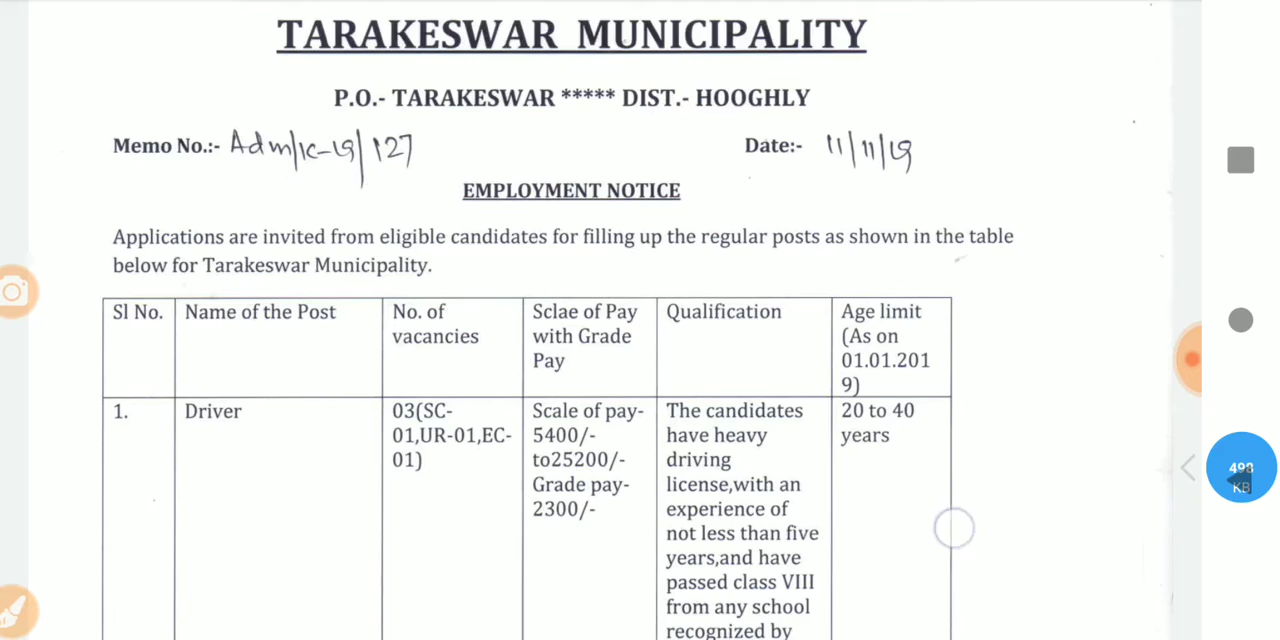 TARAKESWAR MUNICIPALITY
P.O.- TARAKESWAR ***** DIST.- HOOGHLY
Memo No.:- Adm/1C-19/127
Date:- 11/11/19
EMPLOYMENT NOTICE
Applications are invited from eligible candidates for filling up the regular posts as shown in the table
below for Tarakeswar Municipality.
Sl No.
Name of the Post
No. of
vacancies
Sclae of Pay
with Grade
Pay
Qualification
Age limit
(As on
01.01.201
9)
1.
Driver
03(SC-
01,UR-01,EC-
01)
Scale of pay-
5400/-
to25200/-
Grade pay-
2300/-
The candidates
have heavy
driving
license,with an
experience of
not less than five
years,and have
passed class VIII
from any school
recognized by
20 to 40
years
498
KB